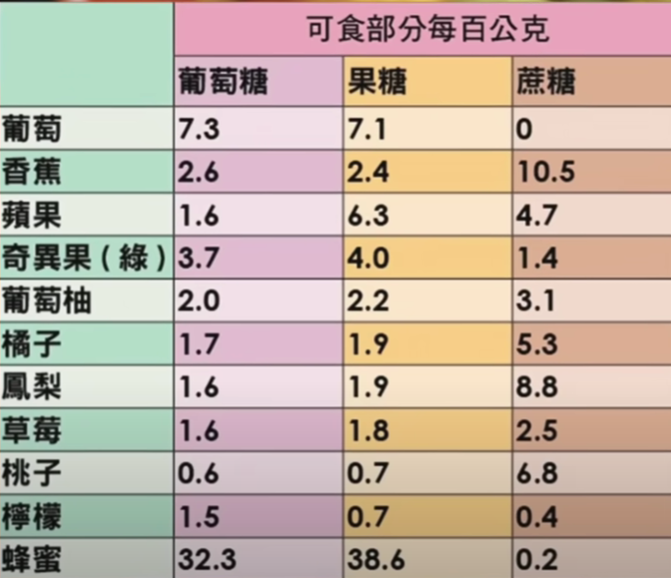 可食部分每百公克
葡萄糖 果糖 蔗糖
葡萄 7.3 7.1 0
香蕉 2.6 2.4 10.5
蘋果 1.6 6.3 4.7
奇異果(綠) 3.7 4.0 1.4
葡萄柚 2.0 2.2 3.1
橘子 1.7 1.9 5.3
鳳梨 1.6 1.9 8.8
草莓 1.6 1.8 2.5
桃子 0.6 0.7 6.8
檸檬 1.5 0.7 0.4
蜂蜜 32.3 38.6 0.2